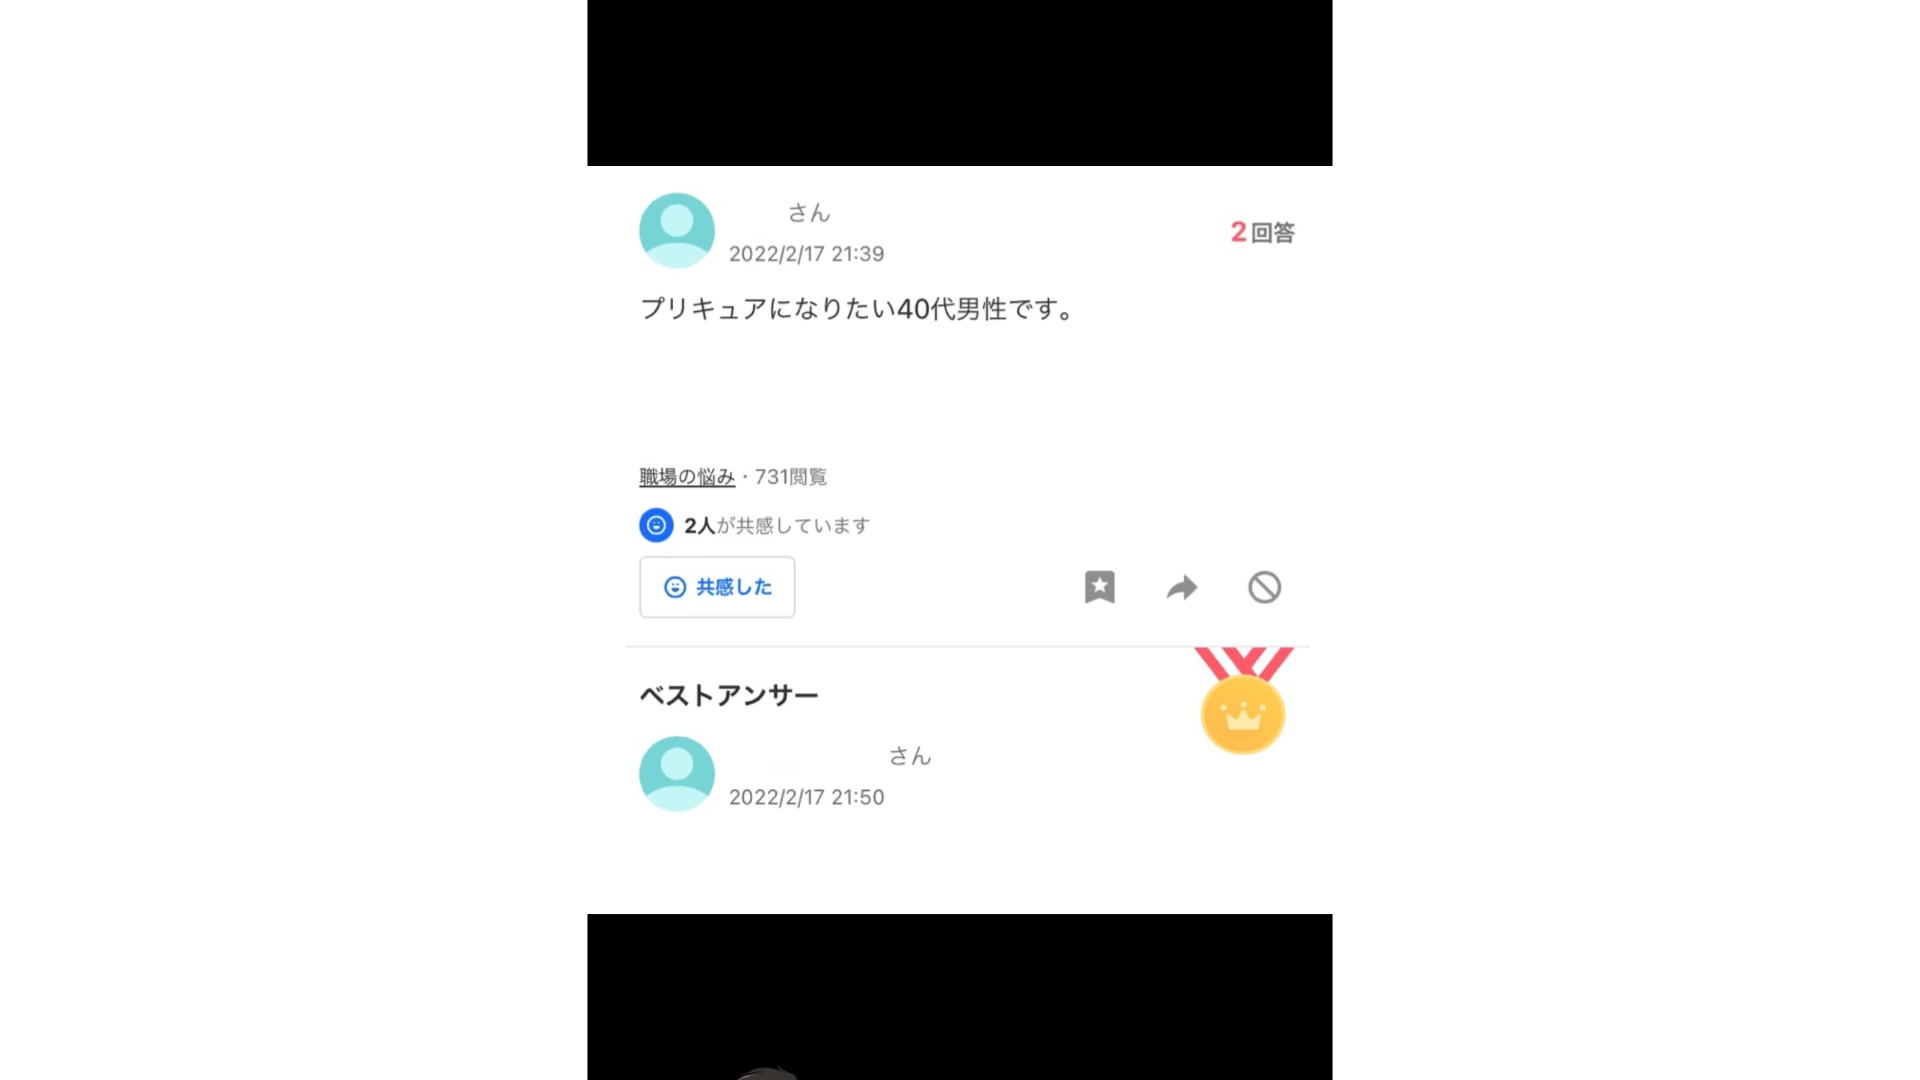 さん
2022/2/17 21:39
2回答
プリキュアになりたい40代男性です。
職場の悩み・731閲覧
2人が共感しています
共感した
ベストアンサー
さん
2022/2/17 21:50